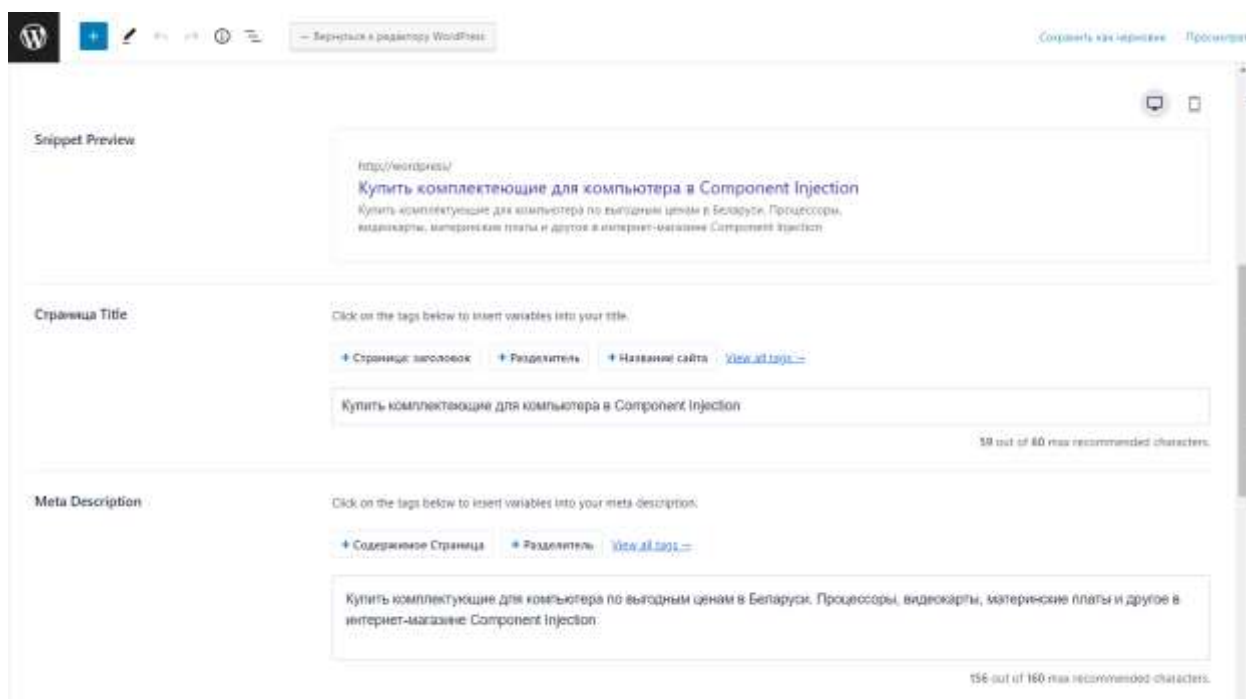 ← Вернуться к редактору WordPress
Сохранить как черновик Просмотрат
Snippet Preview
http://wordpress/
Купить комплектеющие для компьютера в Component Injection
Купить комплектующие для компьютера по выгодным ценам в Беларуси. Процессоры,
видеокарты, материнские платы и другое в интернет-магазине Component Injection
Страница Title
Click on the tags below to insert variables into your title.
+ Страница: заголовок + Разделитель + Название сайта View all tags →
Купить комплектеющие для компьютера в Component Injection
59 out of 60 max recommended characters.
Meta Description
Click on the tags below to insert variables into your meta description.
+ Содержимое Страница + Разделитель View all tags →
Купить комплектующие для компьютера по выгодным ценам в Беларуси. Процессоры, видеокарты, материнские платы и другое в
интернет-магазине Component Injection
156 out of 160 max recommended characters.